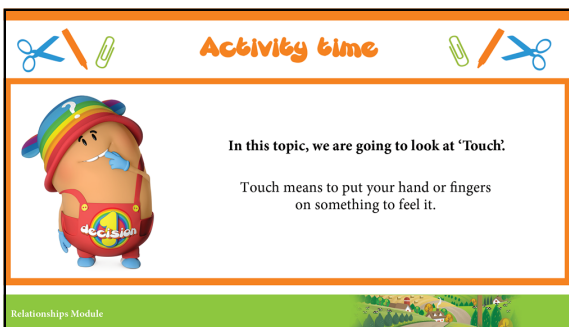 Activity time
?
In this topic, we are going to look at ‘Touch’.
Touch means to put your hand or fingers
on something to feel it.
1
decision
Relationships Module